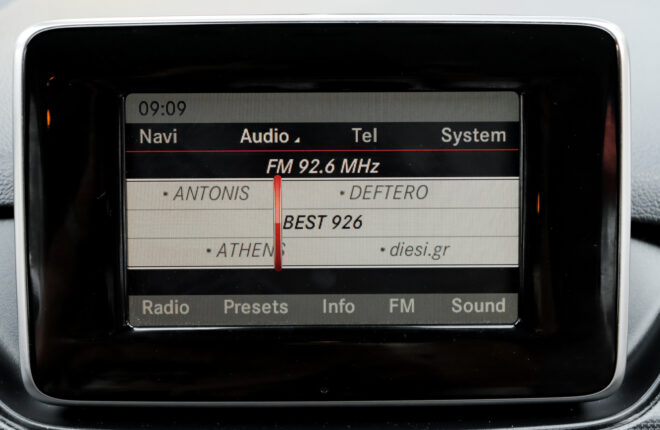 09:09
Navi Audio Tel System
FM 92.6 MHz
• ANTONIS • DEFTERO
BEST 926
• ATHENS • diesi.gr
Radio Presets Info FM Sound